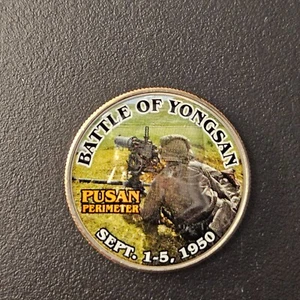 BATTLE OF YONGSAN
PUSAN
PERIMETER
SEPT. 1-5, 1950